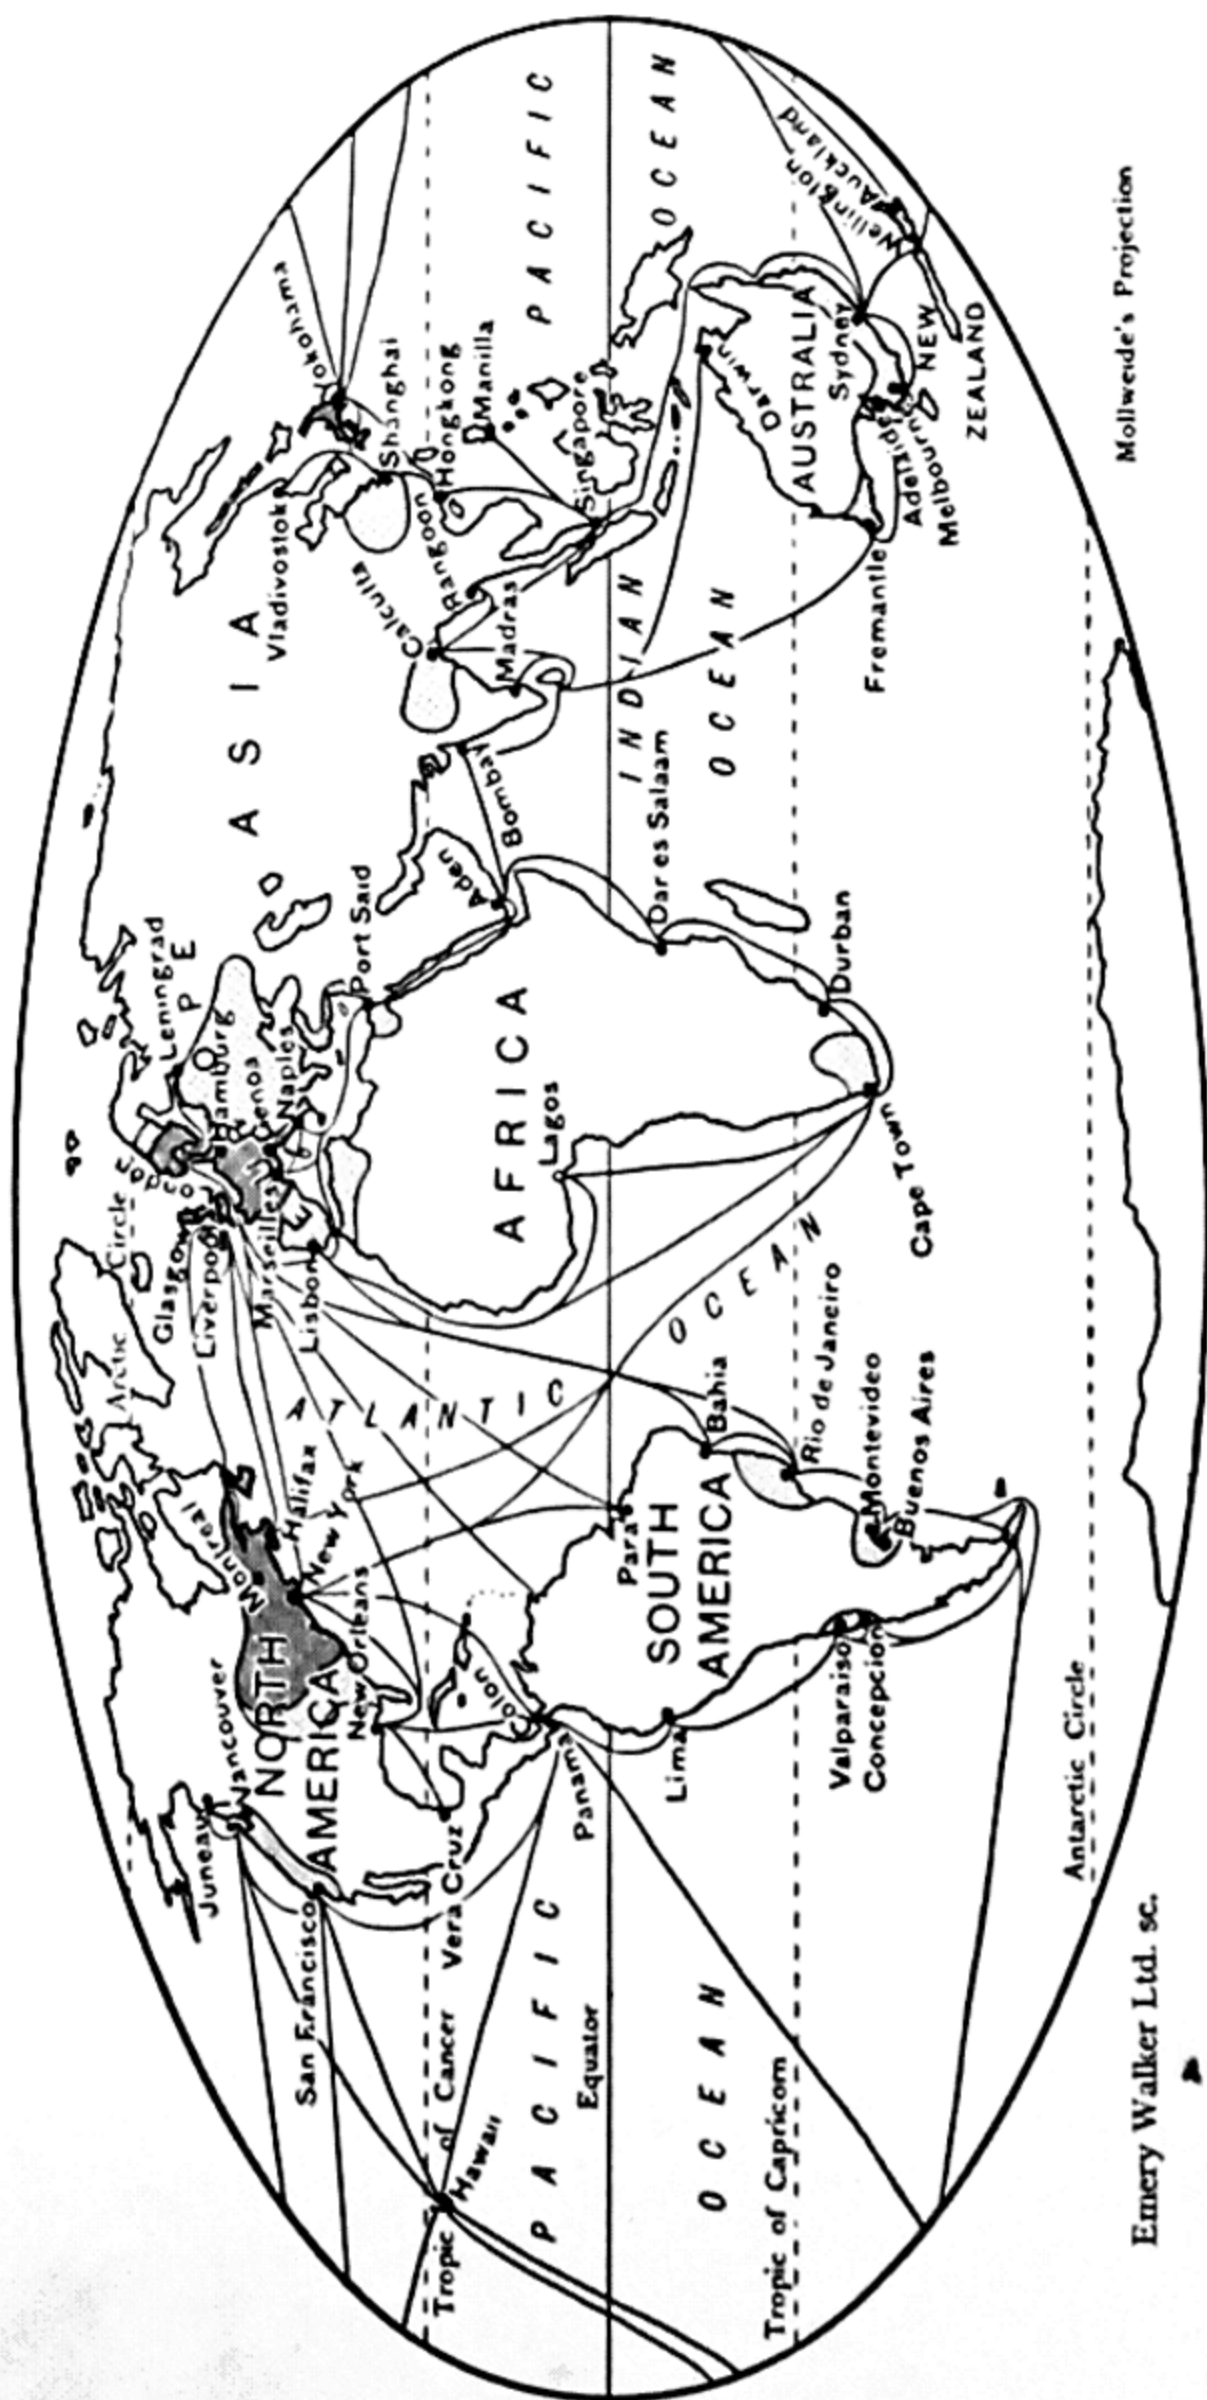 Arctic Circle
Juneau
Vancouver
NORTH
AMERICA
San Francisco
Montreal
Halifax
New York
New Orleans
Vera Cruz
Colon
Panama
Tropic of Cancer
Hawaii
PACIFIC
OCEAN
Equator
Tropic of Capricorn
Para
SOUTH
AMERICA
Lima
Bahia
Rio de Janeiro
Montevideo
Buenos Aires
Valparaiso
Concepcion
ATLANTIC
OCEAN
Glasgow
Liverpool
London
Hamburg
Leningrad
Marseilles
Genoa
Naples
Lisbon
Port Said
AFRICA
Lagos
Cape Town
Durban
Dar es Salaam
Aden
Bombay
ASIA
Vladivostok
Yokohama
Shanghai
Hongkong
Manilla
Calcutta
Rangoon
Madras
Singapore
INDIAN
OCEAN
PACIFIC
OCEAN
Darwin
AUSTRALIA
Sydney
Adelaide
Melbourne
Fremantle
Wellington
Auckland
NEW
ZEALAND
Antarctic Circle
Emery Walker Ltd. sc.
Mollweide's Projection